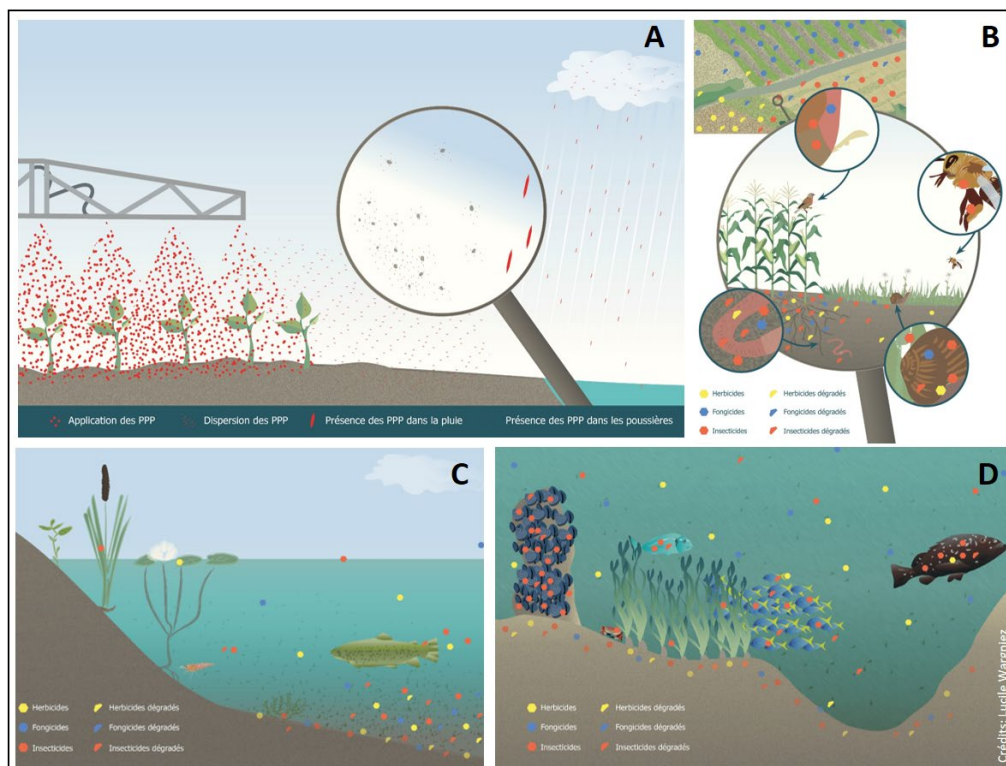 A
Application des PPP
Dispersion des PPP
Présence des PPP dans la pluie
Présence des PPP dans les poussières
B
Herbicides
Herbicides dégradés
Fongicides
Fongicides dégradés
Insecticides
Insecticides dégradés
C
Herbicides
Herbicides dégradés
Fongicides
Fongicides dégradés
Insecticides
Insecticides dégradés
D
Herbicides
Herbicides dégradés
Fongicides
Fongicides dégradés
Insecticides
Insecticides dégradés
Crédits: Lucile Wargniez